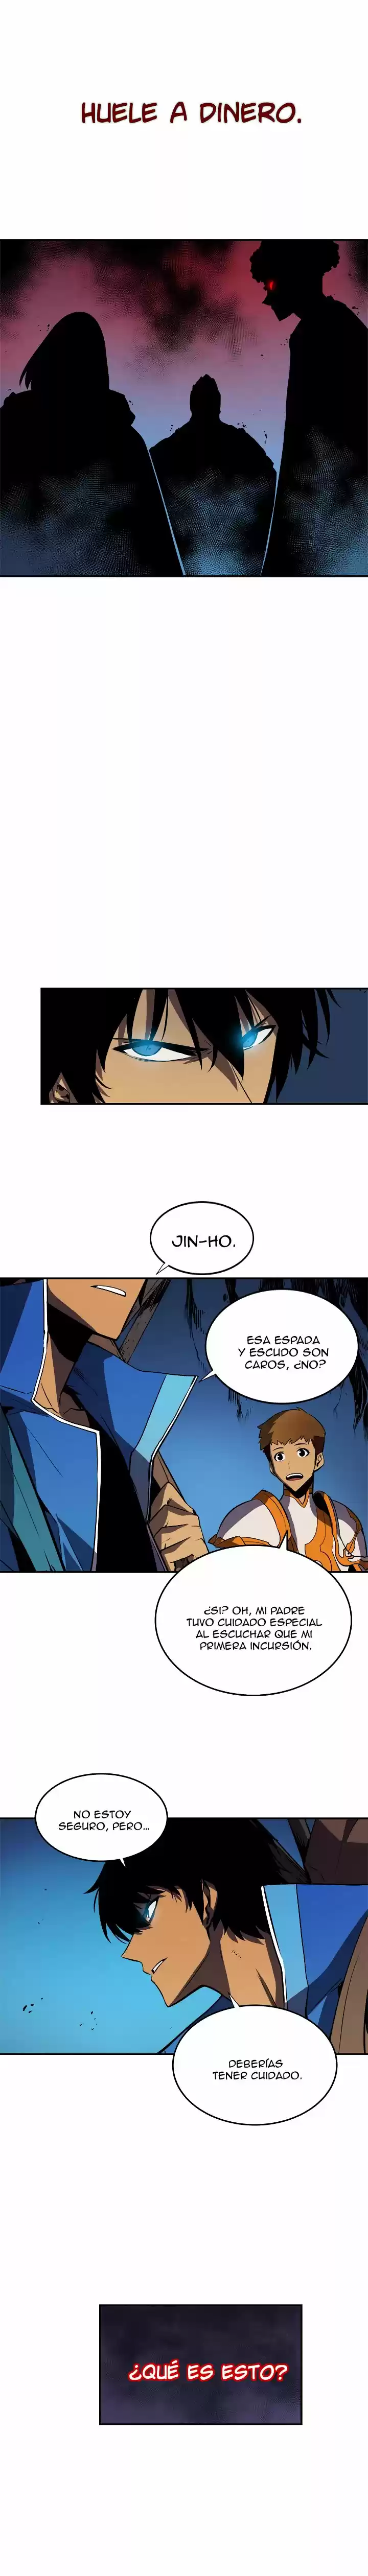 HUELE A DINERO.
JIN-HO.
ESA ESPADA
Y ESCUDO SON
CAROS, ¿NO?
¿SI? OH, MI PADRE
TUVO CUIDADO ESPECIAL
AL ESCUCHAR QUE MI
PRIMERA INCURSIÓN.
NO ESTOY
SEGURO, PERO...
DEBERÍAS
TENER CUIDADO.
¿QUÉ ES ESTO?